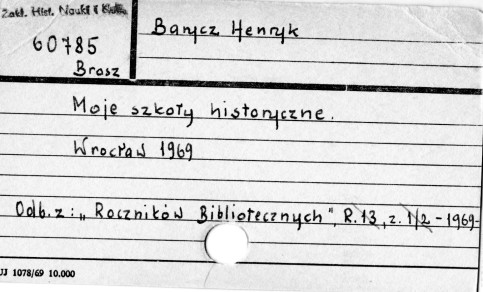 Zakł. Hist. Nauki i
60785
Brosz
Barycz Henryk
Moje szkoły historyczne.
Wrocław 1969
Odb. z: „Roczników Bibliotecznych", R.13, z. 1/2 - 1969-
JJ 1078/69 10.000